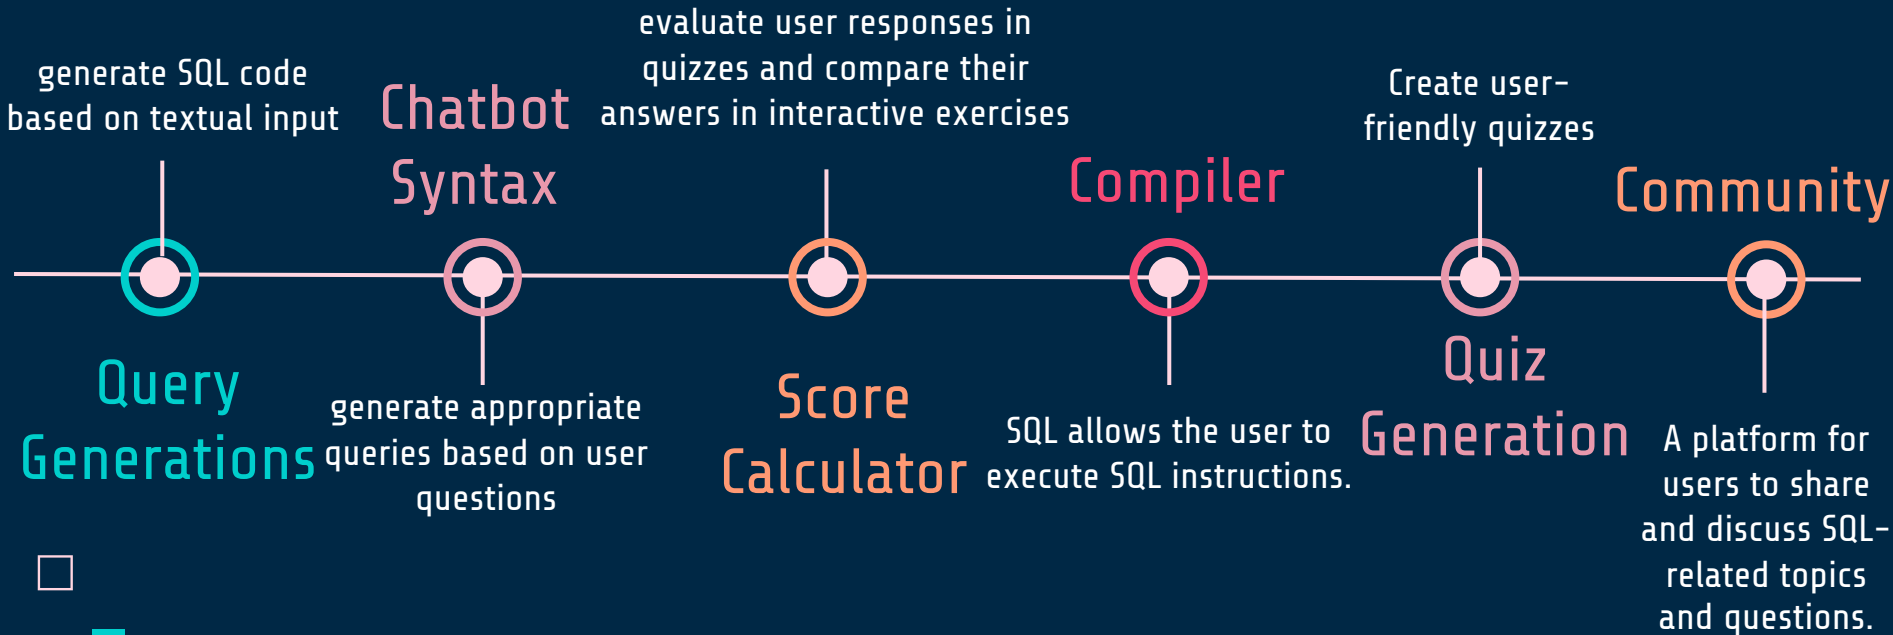 generate SQL code
based on textual input
Query
Generations
Chatbot
Syntax
generate appropriate
queries based on user
questions
evaluate user responses in
quizzes and compare their
answers in interactive exercises
Score
Calculator
Compiler
SQL allows the user to
execute SQL instructions.
Create user-
friendly quizzes
Quiz
Generation
Community
A platform for
users to share
and discuss SQL-
related topics
and questions.